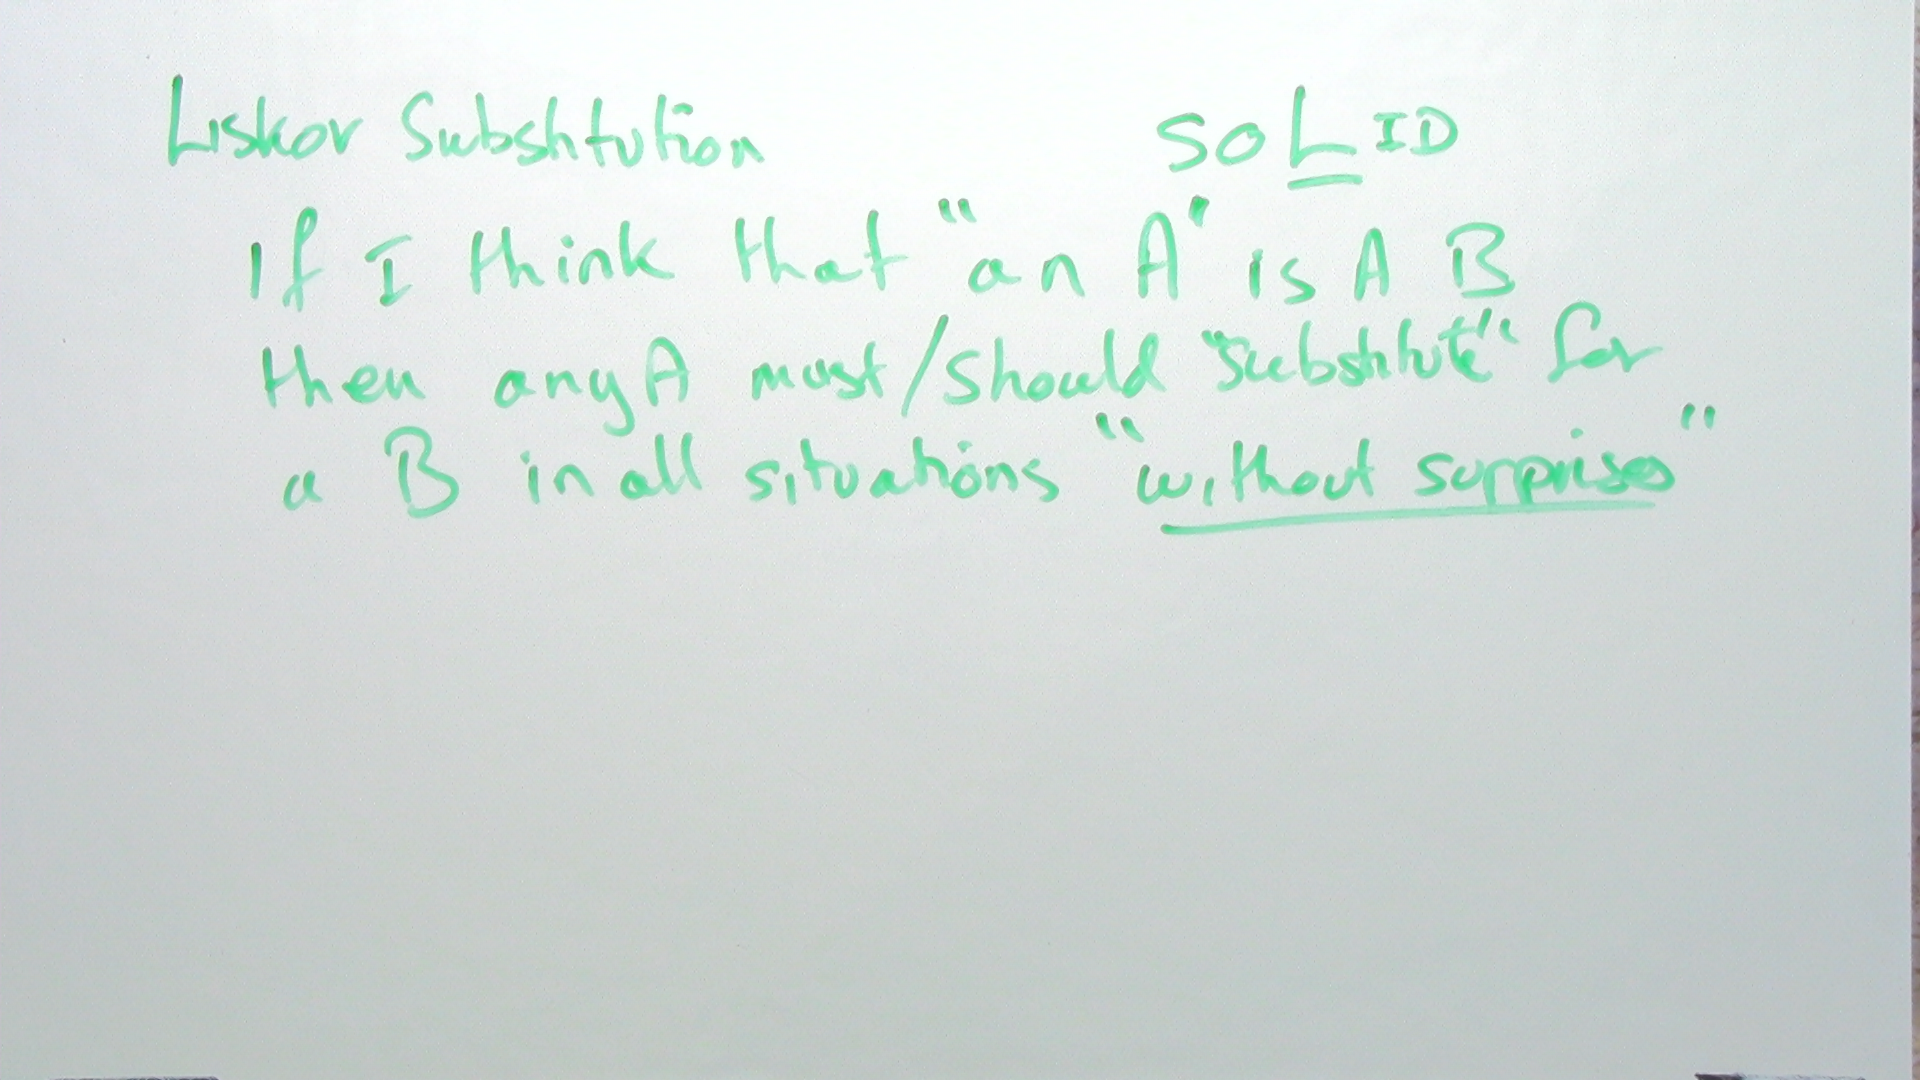 Liskov Substitution SOLID
If I think that "an A" is A B
then any A must/should "substitute" for
a B in all situations "without surprises"